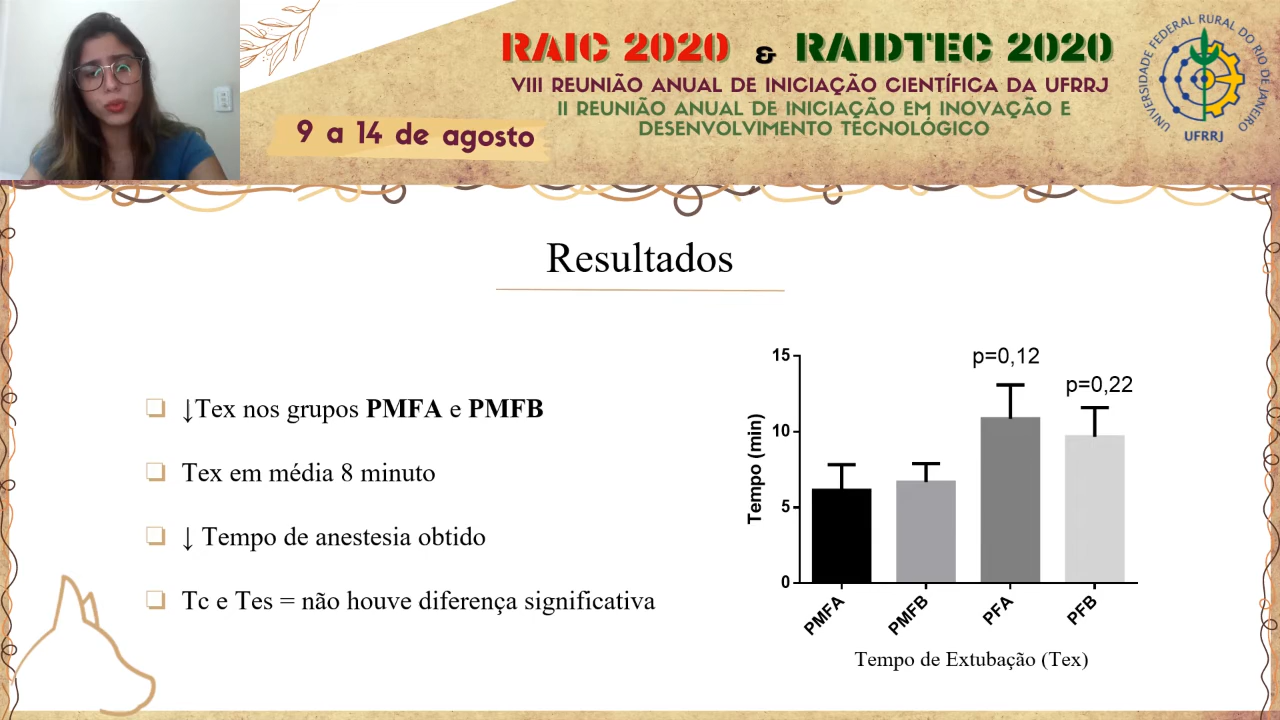 RAIC 2020 & RAIDTEC 2020
VIII REUNIÃO ANUAL DE INICIAÇÃO CIENTÍFICA DA UFRRJ
II REUNIÃO ANUAL DE INICIAÇÃO EM INOVAÇÃO E
DESENVOLVIMENTO TECNOLÓGICO
9 a 14 de agosto
UNIVERSIDADE FEDERAL RURAL DO RIO DE JANEIRO
UFRRJ
Resultados
↓Tex nos grupos PMFA e PMFB
Tex em média 8 minuto
↓ Tempo de anestesia obtido
Tc e Tes = não houve diferença significativa
Tempo (min)
15
10
5
0
p=0,12
p=0,22
PMFA
PMFB
PFA
PFB
Tempo de Extubação (Tex)